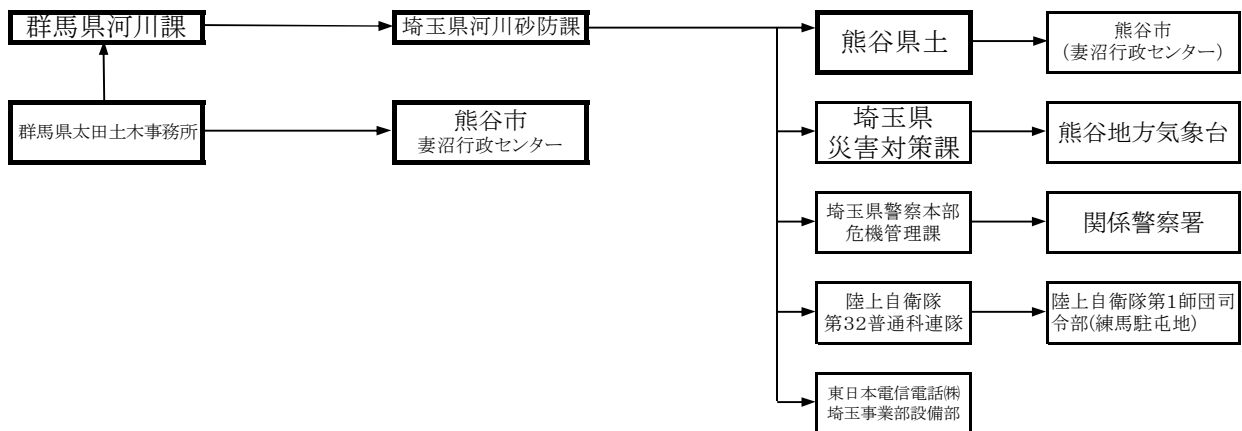 群馬県河川課
埼玉県河川砂防課
熊谷県土
熊谷市
(妻沼行政センター)
群馬県太田土木事務所
熊谷市
妻沼行政センター
埼玉県
災害対策課
熊谷地方気象台
埼玉県警察本部
危機管理課
関係警察署
陸上自衛隊
第32普通科連隊
陸上自衛隊第1師団司
令部(練馬駐屯地)
東日本電信電話㈱
埼玉事業部設備部